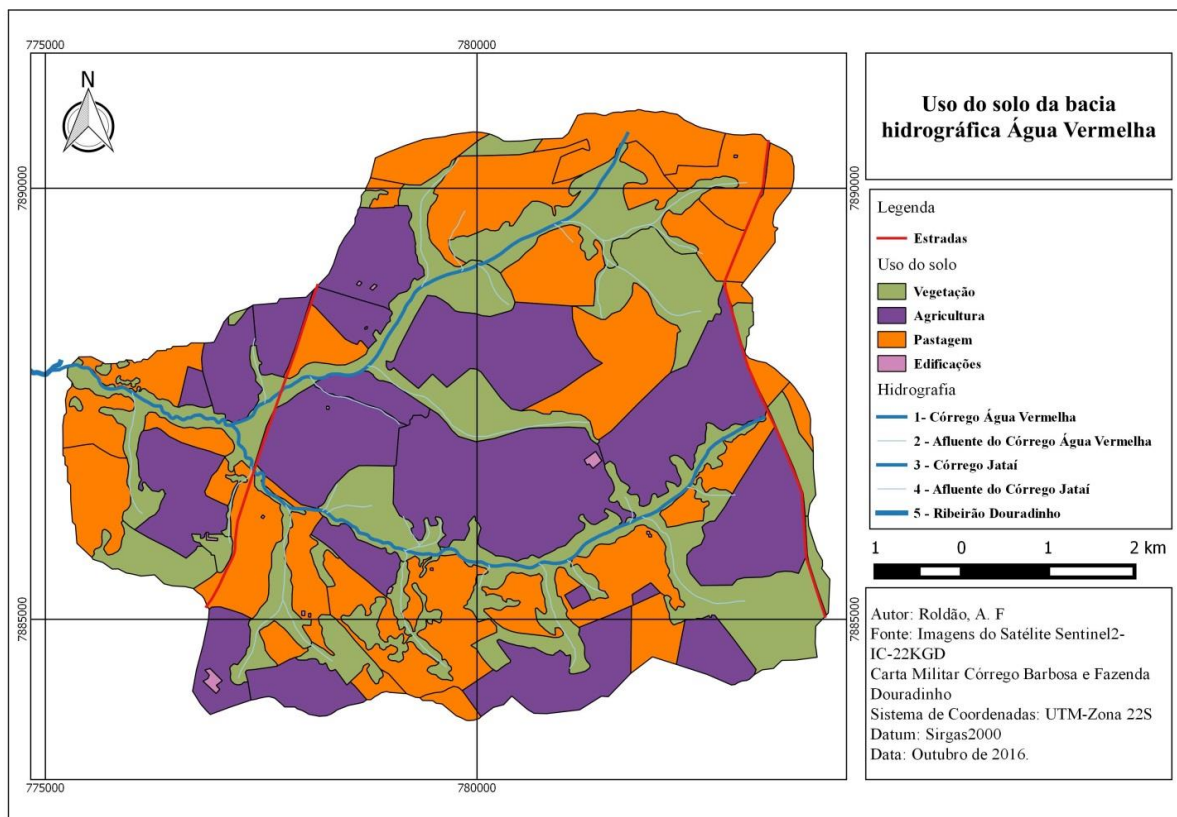 775000
780000
N
7890000
7890000
7885000
7885000
775000
780000
Uso do solo da bacia
hidrográfica Água Vermelha
Legenda
Estradas
Uso do solo
Vegetação
Agricultura
Pastagem
Edificações
Hidrografia
1- Córrego Água Vermelha
2 - Afluente do Córrego Água Vermelha
3 - Córrego Jataí
4 - Afluente do Córrego Jataí
5 - Ribeirão Douradinho
1 0 1 2 km
Autor: Roldão, A. F
Fonte: Imagens do Satélite Sentinel2-
IC-22KGD
Carta Militar Córrego Barbosa e Fazenda
Douradinho
Sistema de Coordenadas: UTM-Zona 22S
Datum: Sirgas2000
Data: Outubro de 2016.